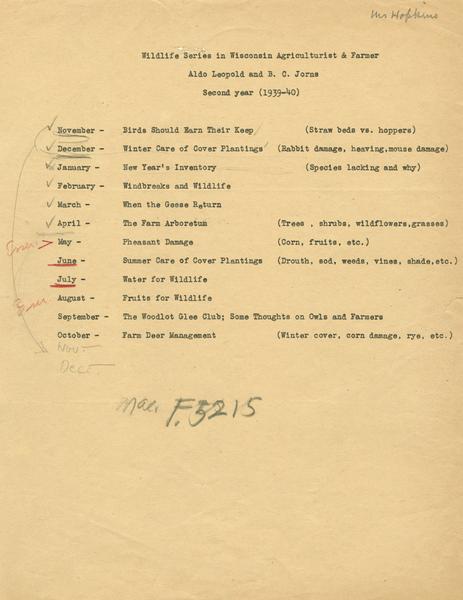 Mr Hopkins
Wildlife Series in Wisconsin Agriculturist & Farmer
Aldo Leopold and B. C. Jorns
Second year (1939-40)
November - Birds Should Earn Their Keep (Straw beds vs. hoppers)
December - Winter Care of Cover Plantings (Rabbit damage, heaving,mouse damage)
January - New Year's Inventory (Species lacking and why)
February - Windbreaks and Wildlife
March - When the Geese Return
April - The Farm Arboretum (Trees , shrubs, wildflowers,grasses)
May - Pheasant Damage (Corn, fruits, etc.)
June - Summer Care of Cover Plantings (Drouth, sod, weeds, vines, shade,etc.)
July - Water for Wildlife
August - Fruits for Wildlife
September - The Woodlot Glee Club; Some Thoughts on Owls and Farmers
October - Farm Deer Management (Winter cover, corn damage, rye, etc.)
Nov -
Dec -
F.3215